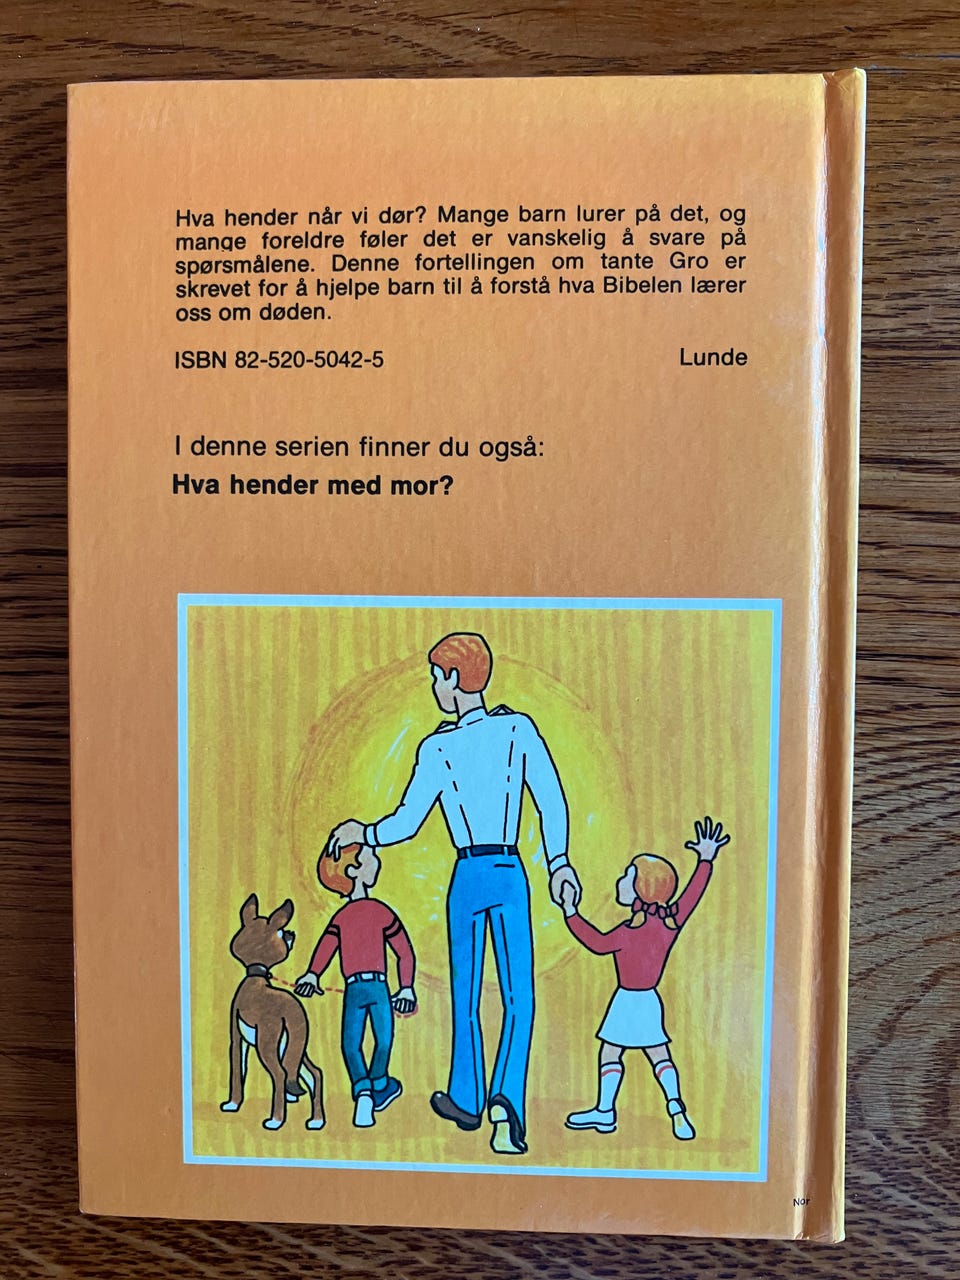 Hva hender når vi dør? Mange barn lurer på det, og
mange foreldre føler det er vanskelig å svare på
spørsmålene. Denne fortellingen om tante Gro er
skrevet for å hjelpe barn til å forstå hva Bibelen lærer
oss om døden.
ISBN 82-520-5042-5 Lunde
I denne serien finner du også:
Hva hender med mor?
Nor